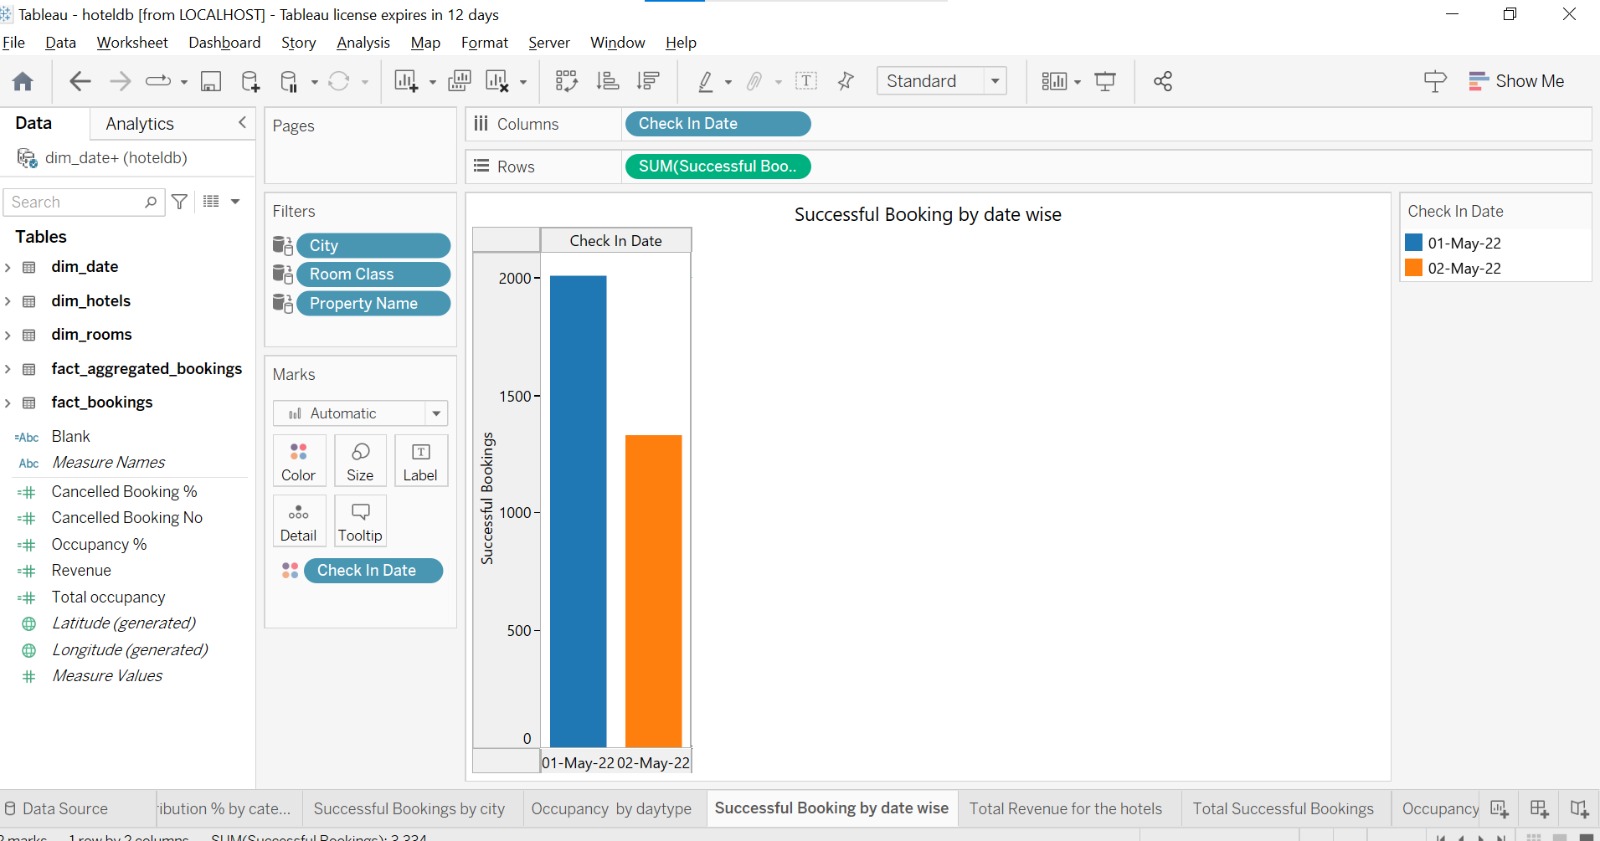 Tableau - hoteldb [from LOCALHOST] - Tableau license expires in 12 days
File Data Worksheet Dashboard Story Analysis Map Format Server Window Help
Standard
Show Me
Data Analytics
dim_date+ (hoteldb)
Search
Tables
dim_date
dim_hotels
dim_rooms
fact_aggregated_bookings
fact_bookings
=Abc Blank
Abc Measure Names
=# Cancelled Booking %
=# Cancelled Booking No
=# Occupancy %
=# Revenue
=# Total occupancy
Latitude (generated)
Longitude (generated)
# Measure Values
Pages
Filters
City
Room Class
Property Name
Marks
Automatic
Color Size T Label
Detail Tooltip
Check In Date
Columns Check In Date
Rows SUM(Successful Boo..
Successful Booking by date wise
Check In Date
2000
1500
1000
500
0
Successful Bookings
01-May-22 02-May-22
Check In Date
01-May-22
02-May-22
Data Source ribution % by cate... Successful Bookings by city Occupancy by daytype Successful Booking by date wise Total Revenue for the hotels Total Successful Bookings Occupancy
2 marks 1 row by 2 columns SUM(Successful Bookings): 3,334